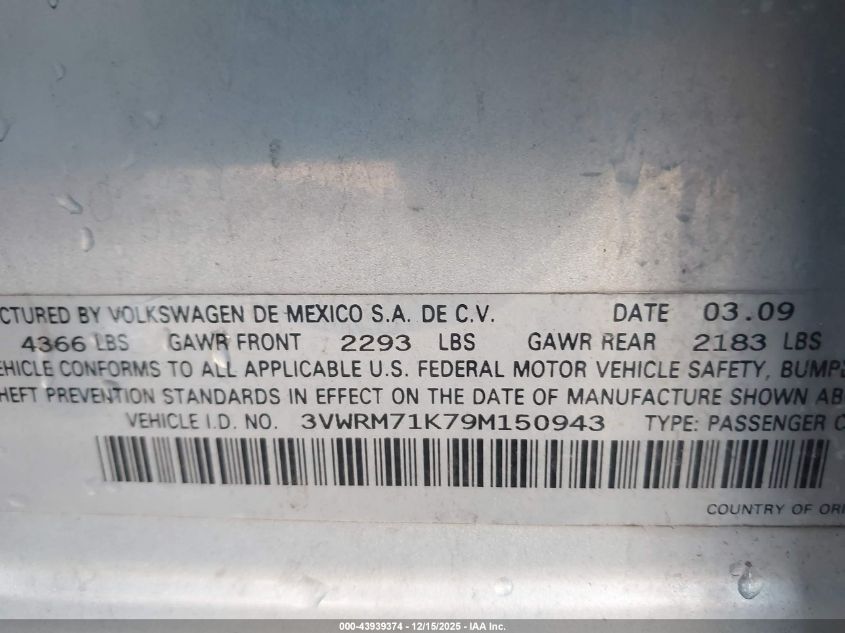 CTURED BY VOLKSWAGEN DE MEXICO S.A. DE C.V. DATE 03.09
4366 LBS GAWR FRONT 2293 LBS GAWR REAR 2183 LBS
EHICLE CONFORMS TO ALL APPLICABLE U.S. FEDERAL MOTOR VEHICLE SAFETY, BUMPE
HEFT PREVENTION STANDARDS IN EFFECT ON THE DATE OF MANUFACTURE SHOWN AB
VEHICLE I.D. NO. 3VWRM71K79M150943 TYPE: PASSENGER C
COUNTRY OF ORI
000-43939374 - 12/15/2025 - IAA Inc.